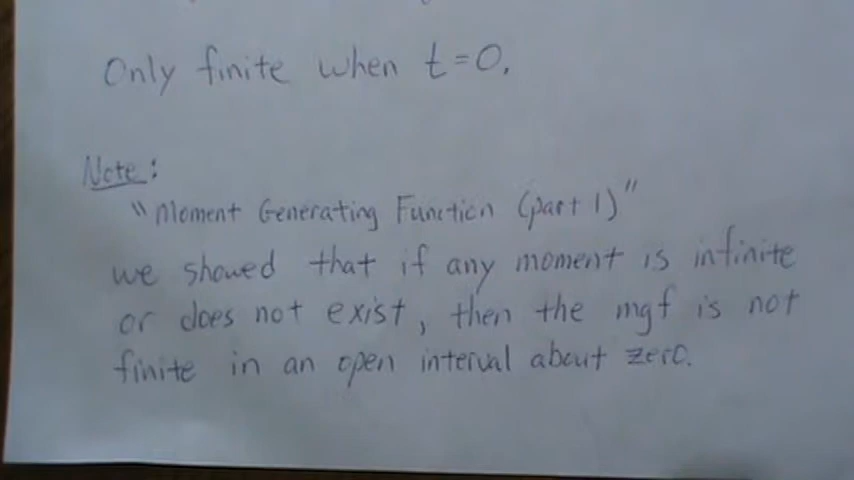 Only finite when t=0.
Note:
"Moment Generating Function (part 1)"
we showed that if any moment is infinite
or does not exist, then the mgf is not
finite in an open interval about zero.